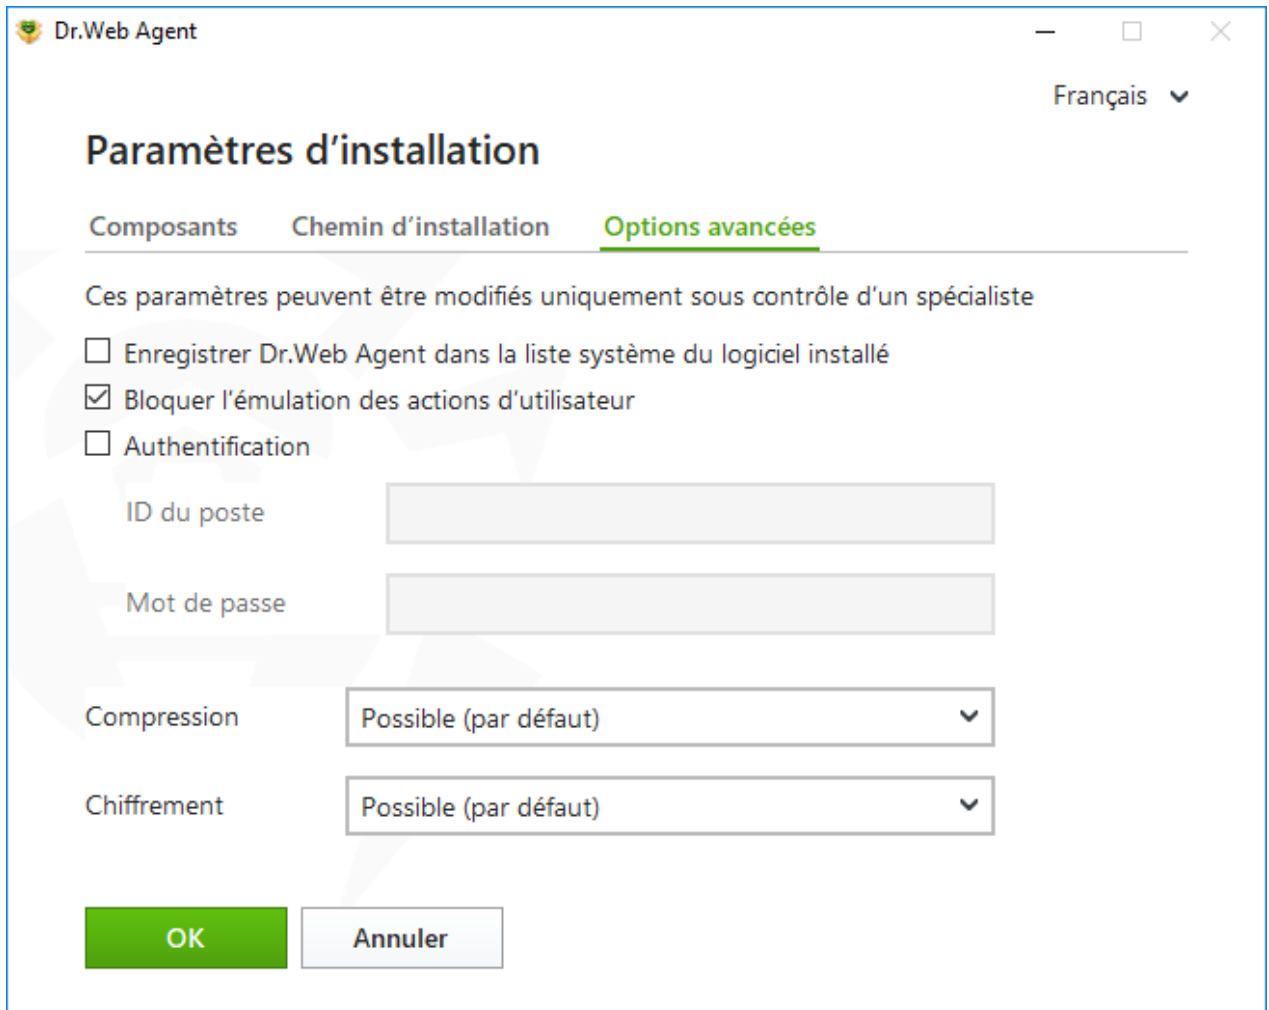 Dr.Web Agent
Français
Paramètres d’installation
Composants Chemin d’installation Options avancées
Ces paramètres peuvent être modifiés uniquement sous contrôle d’un spécialiste
Enregistrer Dr.Web Agent dans la liste système du logiciel installé
Bloquer l’émulation des actions d’utilisateur
Authentification
ID du poste
Mot de passe
Compression Possible (par défaut)
Chiffrement Possible (par défaut)
OK Annuler